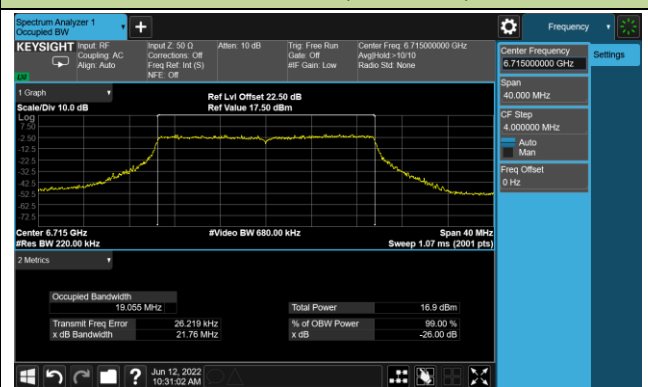 Spectrum Analyzer 1
Occupied BW
+
Frequency
KEYSIGHT
Input: RF
Coupling: AC
Align: Auto
Input Z: 50 Ω
Corrections: Off
Freq Ref: Int (S)
NFE: Off
Atten: 10 dB
Trig: Free Run
Gate: Off
#IF Gain: Low
Center Freq: 6.715000000 GHz
Avg|Hold:>10/10
Radio Std: None
LXI
Center Frequency
6.715000000 GHz
Settings
Span
40.000 MHz
CF Step
4.000000 MHz
Auto
Man
Freq Offset
0 Hz
1 Graph
Scale/Div 10.0 dB
Ref Lvl Offset 22.50 dB
Ref Value 17.50 dBm
Log
7.50
-2.50
-12.5
-22.5
-32.5
-42.5
-52.5
-62.5
-72.5
Center 6.715 GHz
#Res BW 220.00 kHz
#Video BW 680.00 kHz
Span 40 MHz
Sweep 1.07 ms (2001 pts)
2 Metrics
Occupied Bandwidth
19.055 MHz
Total Power 16.9 dBm
Transmit Freq Error 26.219 kHz
% of OBW Power 99.00 %
x dB Bandwidth 21.76 MHz
x dB -26.00 dB
?
Jun 12, 2022
10:31:02 AM